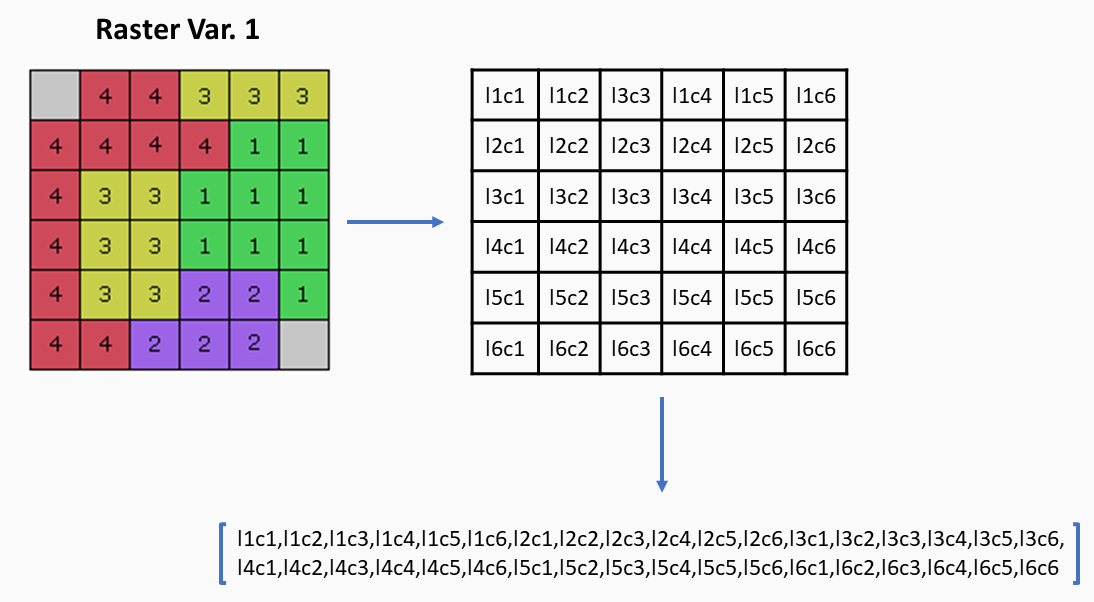 Raster Var. 1
4 4 3 3 3
4 4 4 4 1 1
4 3 3 1 1 1
4 3 3 1 1 1
4 3 3 2 2 1
4 4 2 2 2
l1c1 l1c2 l3c3 l1c4 l1c5 l1c6
l2c1 l2c2 l2c3 l2c4 l2c5 l2c6
l3c1 l3c2 l3c3 l3c4 l3c5 l3c6
l4c1 l4c2 l4c3 l4c4 l4c5 l4c6
l5c1 l5c2 l5c3 l5c4 l5c5 l5c6
l6c1 l6c2 l6c3 l6c4 l6c5 l6c6
l1c1,l1c2,l1c3,l1c4,l1c5,l1c6,l2c1,l2c2,l2c3,l2c4,l2c5,l2c6,l3c1,l3c2,l3c3,l3c4,l3c5,l3c6,
l4c1,l4c2,l4c3,l4c4,l4c5,l4c6,l5c1,l5c2,l5c3,l5c4,l5c5,l5c6,l6c1,l6c2,l6c3,l6c4,l6c5,l6c6